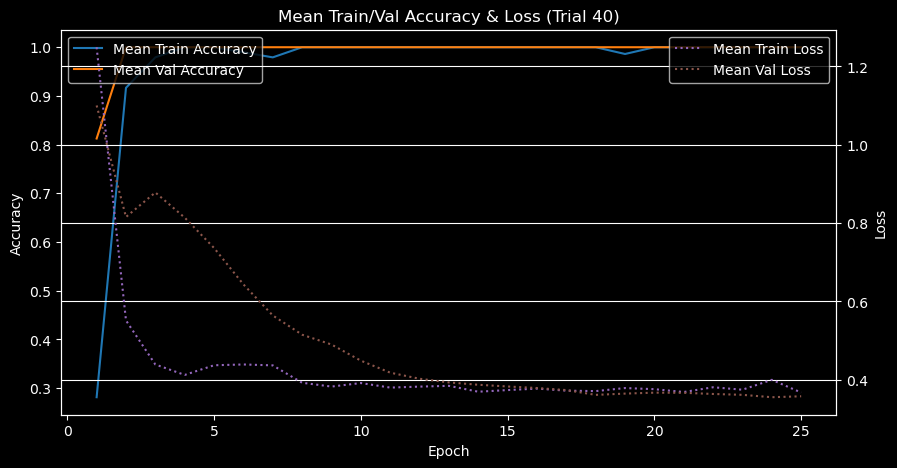 Mean Train/Val Accuracy & Loss (Trial 40)
Mean Train Accuracy
Mean Val Accuracy
Mean Train Loss
Mean Val Loss
1.0
0.9
0.8
0.7
0.6
0.5
0.4
0.3
Accuracy
1.2
1.0
0.8
0.6
0.4
Loss
0
5
10
15
20
25
Epoch